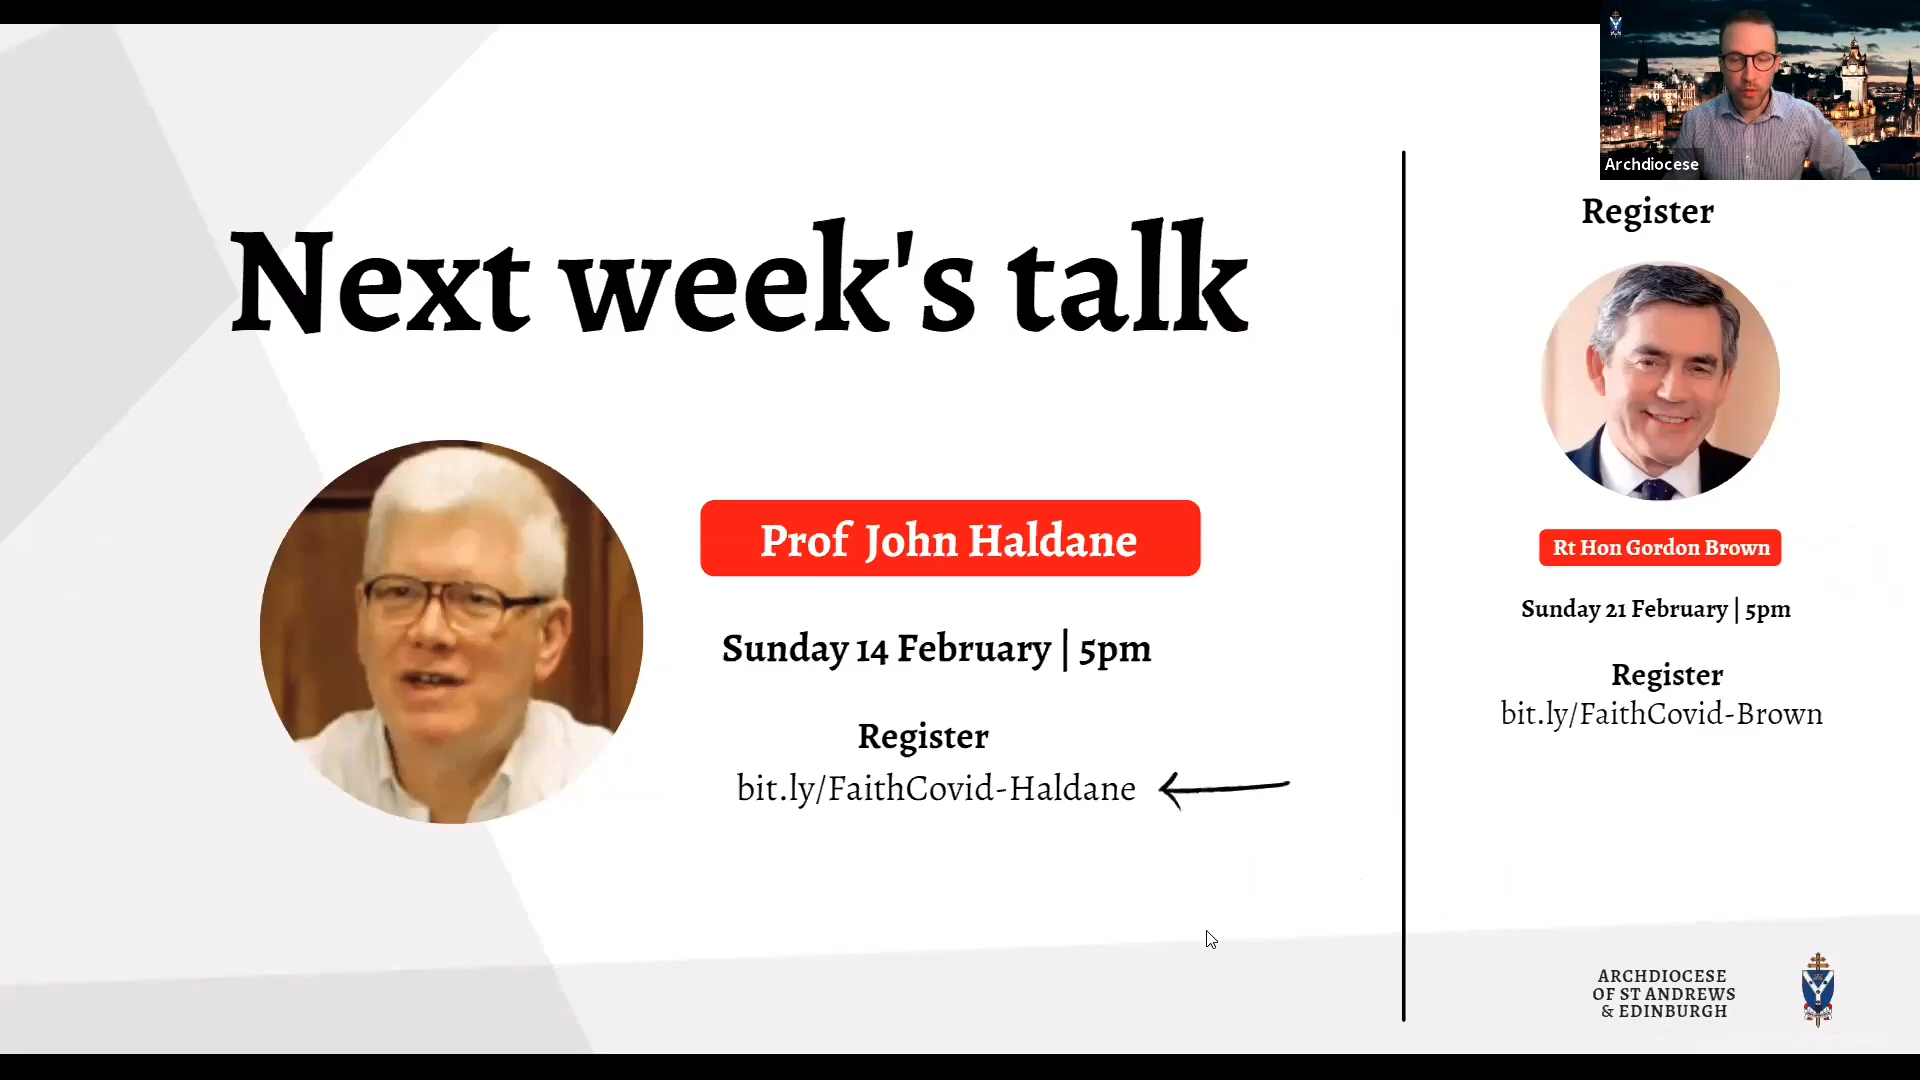 Next week's talk
Prof John Haldane
Sunday 14 February | 5pm
Register
bit.ly/FaithCovid-Haldane
Archdiocese
Register
Rt Hon Gordon Brown
Sunday 21 February | 5pm
Register
bit.ly/FaithCovid-Brown
ARCHDIOCESE
OF ST ANDREWS
& EDINBURGH